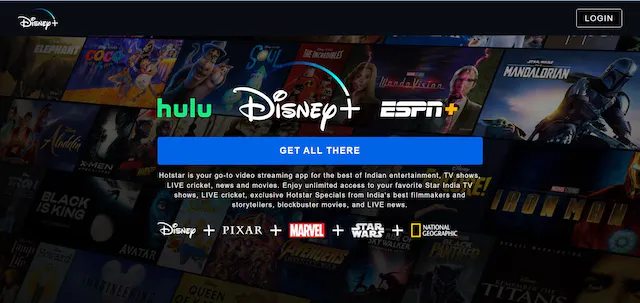 Disney+
LOGIN
ELEPHANT
COCO
SOUL
THE INCREDIBLES
WandaVision
THE
MANDALORIAN
hulu Disney+ ESPN+
Aladdin
X-MEN
GET ALL THERE
Hotstar is your go-to video streaming app for the best of Indian entertainment, TV shows,
LIVE cricket, news and movies. Enjoy unlimited access to your favorite Star India TV
shows, LIVE cricket, exclusive Hotstar Specials from India's best filmmakers and
storytellers, blockbuster movies, and LIVE news.
BLACK
IS KING
IRON MAN
Disney + PIXAR + MARVEL + STAR WARS + NATIONAL GEOGRAPHIC
AVATAR
AVENGERS
SKYWALKER
TITANS